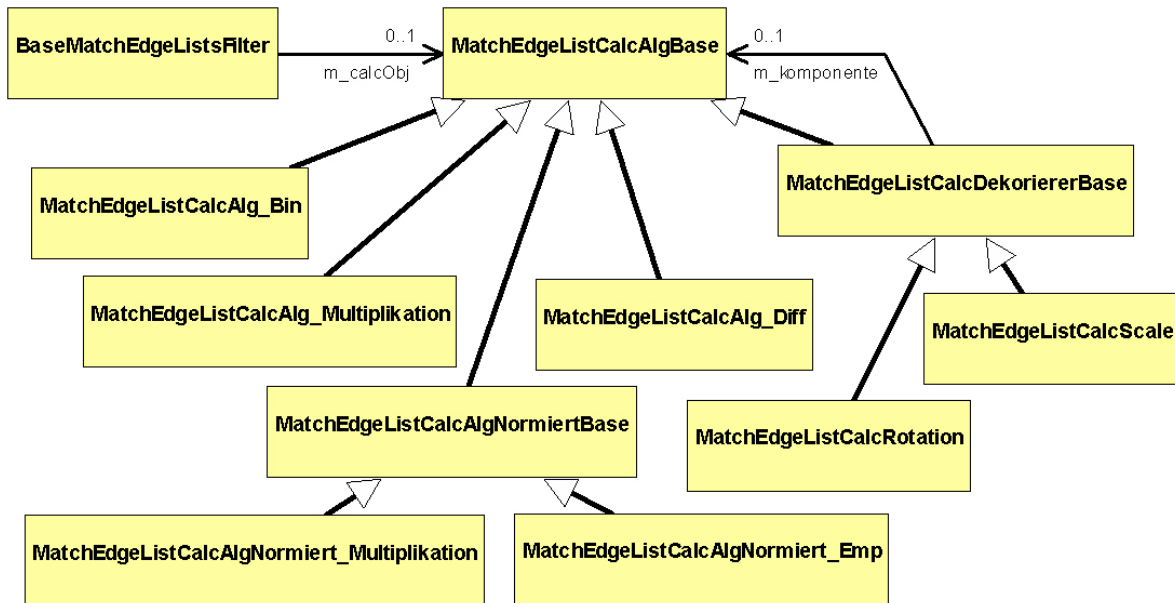 BaseMatchEdgeListsFilter
0..1
m_calcObj
MatchEdgeListCalcAlgBase
0..1
m_komponente
MatchEdgeListCalcAlg_Bin
MatchEdgeListCalcDekoriererBase
MatchEdgeListCalcAlg_Multiplikation
MatchEdgeListCalcAlg_Diff
MatchEdgeListCalcScale
MatchEdgeListCalcAlgNormiertBase
MatchEdgeListCalcRotation
MatchEdgeListCalcAlgNormiert_Multiplikation
MatchEdgeListCalcAlgNormiert_Emp